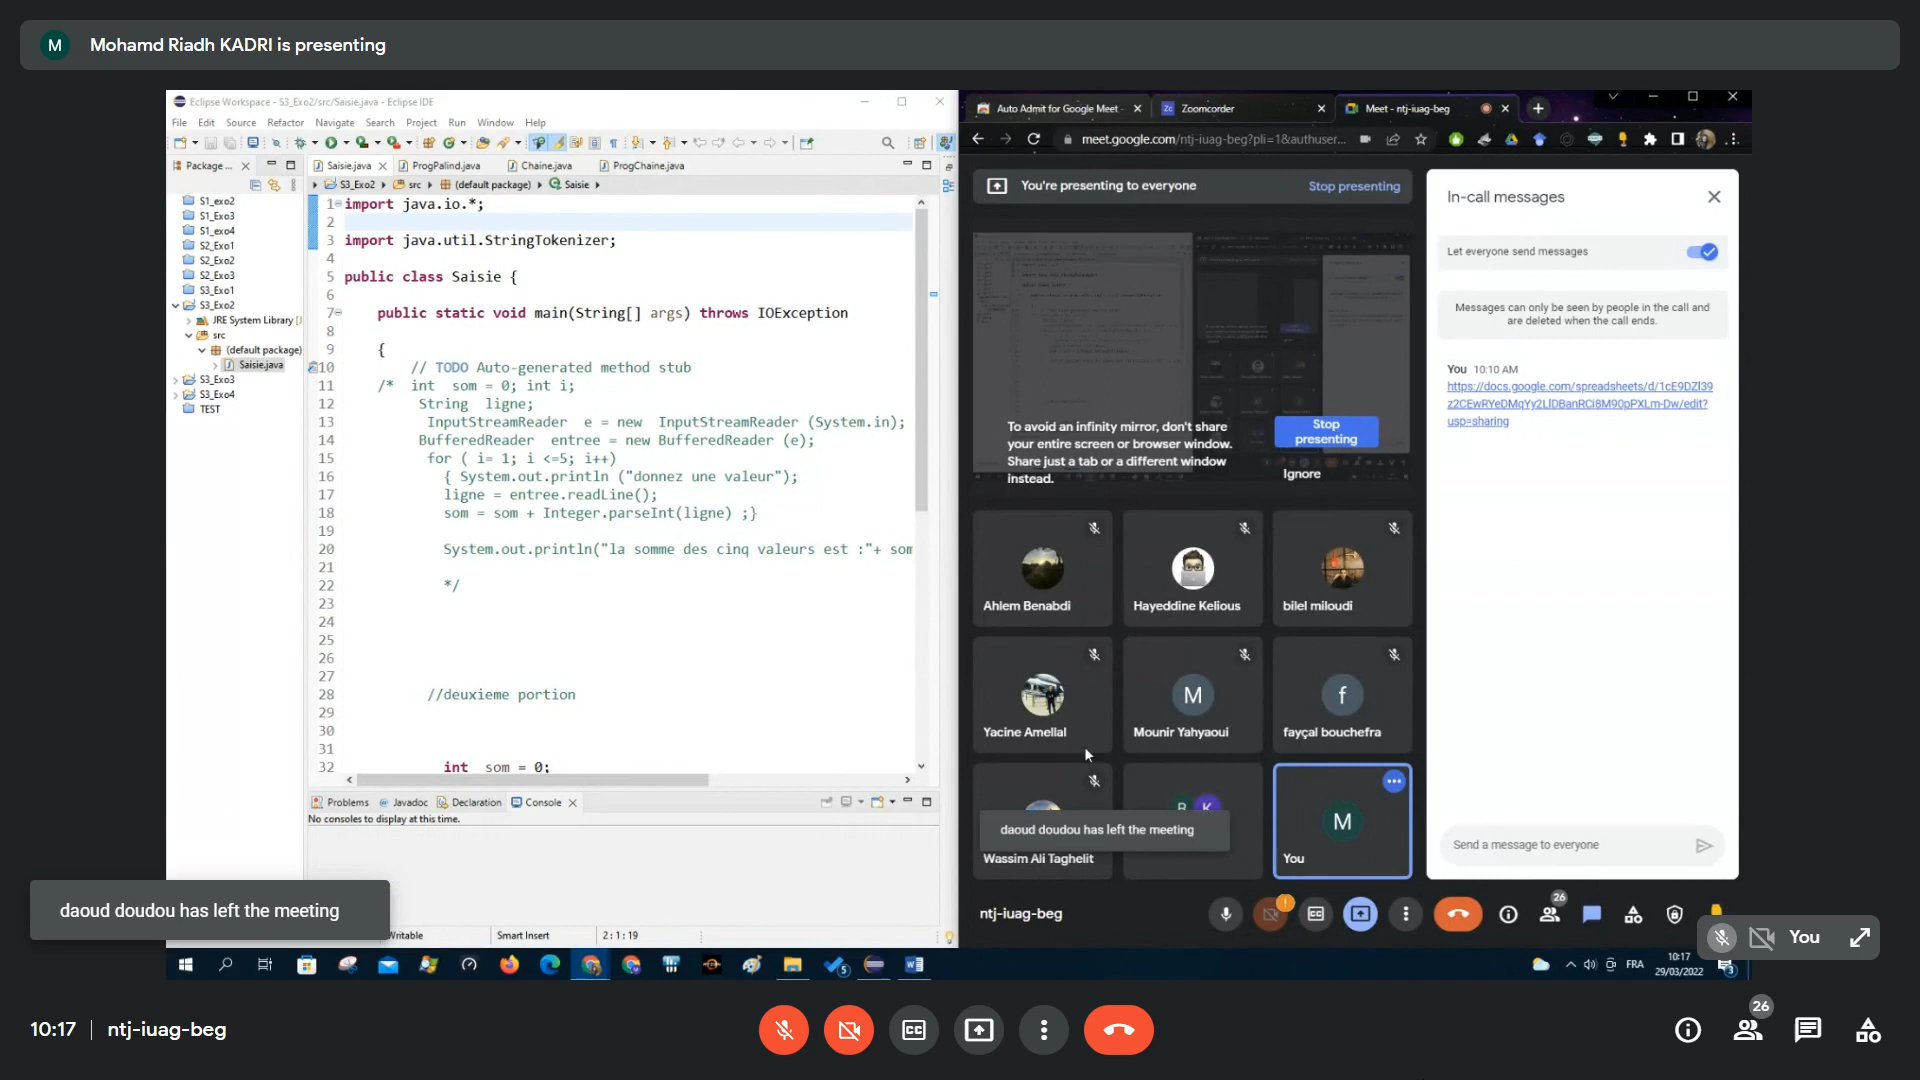 M Mohamd Riadh KADRI is presenting
Eclipse Workspace - S3_Exo2/src/Saisie.java - Eclipse IDE
File Edit Source Refactor Navigate Search Project Run Window Help
Package... Saisie.java ProgPalind.java Chaine.java ProgChaine.java
S3_Exo2 src (default package) Saisie
S1_exo2
S1_Exo3
S1_exo4
S2_Exo1
S2_Exo2
S2_Exo3
S3_Exo1
S3_Exo2
JRE System Library [J
src
(default package)
Saisie.java
S3_Exo3
S3_Exo4
TEST
1 import java.io.*;
2
3 import java.util.StringTokenizer;
4
5 public class Saisie {
6
7 public static void main(String[] args) throws IOException
8
9 {
10 // TODO Auto-generated method stub
11 /* int som = 0; int i;
12 String ligne;
13 InputStreamReader e = new InputStreamReader (System.in);
14 BufferedReader entree = new BufferedReader (e);
15 for ( i= 1; i <=5; i++)
16 { System.out.println ("donnez une valeur");
17 ligne = entree.readLine();
18 som = som + Integer.parseInt(ligne) ;}
19
20 System.out.println("la somme des cinq valeurs est :"+ som
21
22 */
23
24
25
26
27
28 //deuxieme portion
29
30
31
32 int som = 0;
Problems Javadoc Declaration Console
No consoles to display at this time.
Writable Smart Insert 2 : 1 : 19
Auto Admit for Google Meet - Zc Zoomcorder Meet - ntj-iuag-beg
meet.google.com/ntj-iuag-beg?pli=1&authuser...
You're presenting to everyone Stop presenting
To avoid an infinity mirror, don't share
your entire screen or browser window.
Share just a tab or a different window
instead.
Stop
presenting
Ignore
Ahlem Benabdi Hayeddine Kelious bilel miloudi
M f
Yacine Amellal Mounir Yahyaoui fayçal bouchefra
K M
daoud doudou has left the meeting
Wassim Ali Taghelit You
ntj-iuag-beg 26
In-call messages
Let everyone send messages
Messages can only be seen by people in the call and
are deleted when the call ends.
You 10:10 AM
https://docs.google.com/spreadsheets/d/1cE9DZl39
z2CEwRYeDMqYy2LlDBanRCi8M90pPXLm-Dw/edit?
usp=sharing
Send a message to everyone
daoud doudou has left the meeting
You
5 FRA 10:17
29/03/2022 3
10:17 | ntj-iuag-beg
26